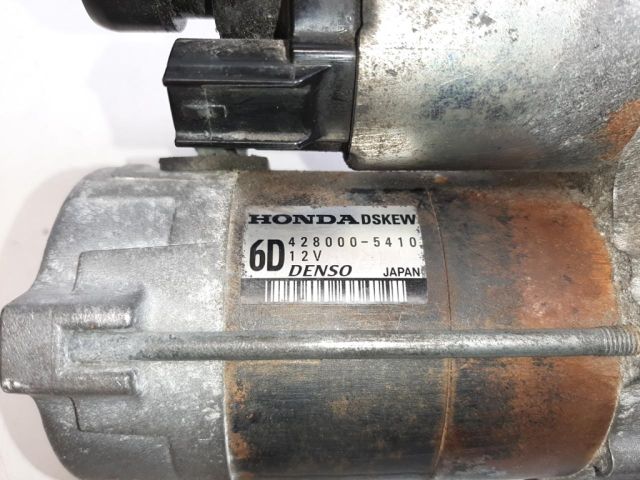 HONDA DSKEW
6D 428000-5410
12V
DENSO JAPAN